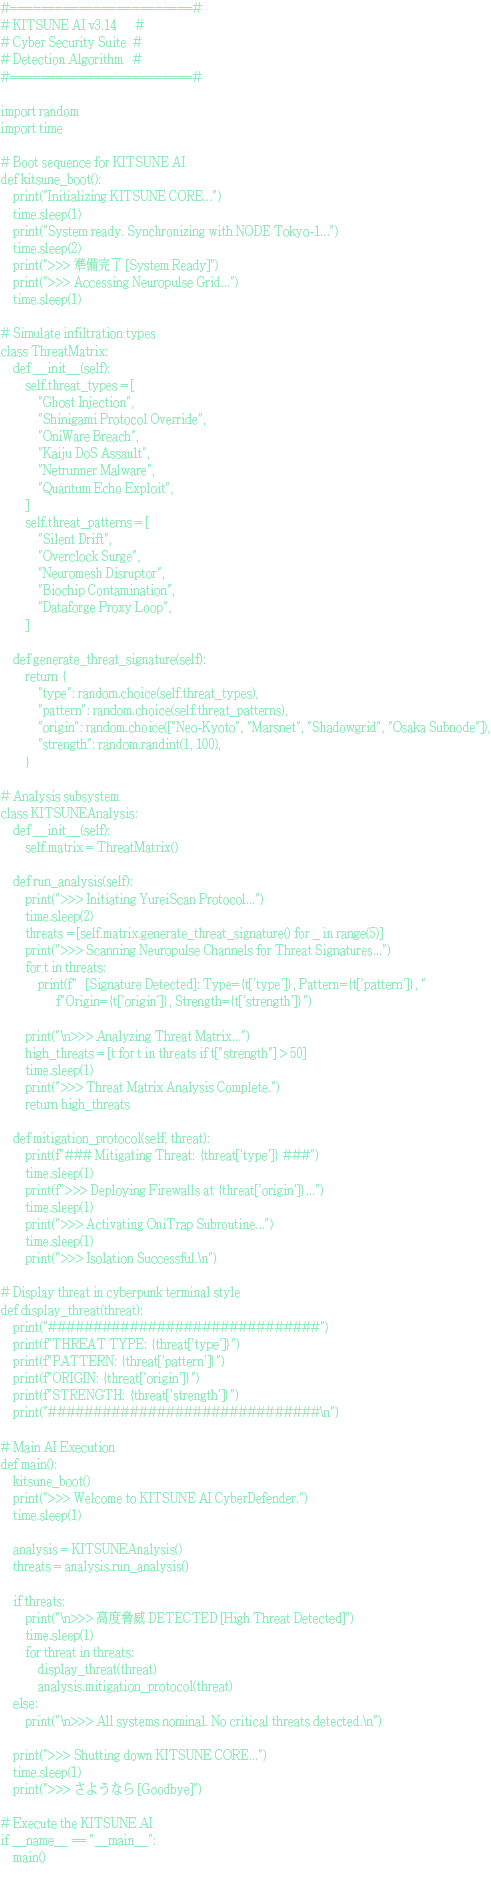 #========================#
# KITSUNE AI v3.14      #
# Cyber Security Suite  #
# Detection Algorithm   #
#========================#

import random
import time

# Boot sequence for KITSUNE AI
def kitsune_boot():
    print("Initializing KITSUNE CORE...")
    time.sleep(1)
    print("System ready. Synchronizing with NODE Tokyo-1...")
    time.sleep(2)
    print(">>> 準備完了 [System Ready]")
    print(">>> Accessing Neuropulse Grid...")
    time.sleep(1)

# Simulate infiltration types
class ThreatMatrix:
    def __init__(self):
        self.threat_types = [
            "Ghost Injection",
            "Shinigami Protocol Override",
            "OniWare Breach",
            "Kaiju DoS Assault",
            "Netrunner Malware",
            "Quantum Echo Exploit",
        ]
        self.threat_patterns = [
            "Silent Drift",
            "Overclock Surge",
            "Neuromesh Disruptor",
            "Biochip Contamination",
            "Dataforge Proxy Loop",
        ]

    def generate_threat_signature(self):
        return {
            "type": random.choice(self.threat_types),
            "pattern": random.choice(self.threat_patterns),
            "origin": random.choice(["Neo-Kyoto", "Marsnet", "Shadowgrid", "Osaka Subnode"]),
            "strength": random.randint(1, 100),
        }

# Analysis subsystem
class KITSUNEAnalysis:
    def __init__(self):
        self.matrix = ThreatMatrix()

    def run_analysis(self):
        print(">>> Initiating YureiScan Protocol...")
        time.sleep(2)
        threats = [self.matrix.generate_threat_signature() for _ in range(5)]
        print(">>> Scanning Neuropulse Channels for Threat Signatures...")
        for t in threats:
            print(f"   [Signature Detected]: Type={t['type']}, Pattern={t['pattern']}, "
                  f"Origin={t['origin']}, Strength={t['strength']}")

        print("\n>>> Analyzing Threat Matrix...")
        high_threats = [t for t in threats if t["strength"] > 50]
        time.sleep(1)
        print(">>> Threat Matrix Analysis Complete.")
        return high_threats

    def mitigation_protocol(self, threat):
        print(f"### Mitigating Threat: {threat['type']} ###")
        time.sleep(1)
        print(f">>> Deploying Firewalls at {threat['origin']}...")
        time.sleep(1)
        print(">>> Activating OniTrap Subroutine...")
        time.sleep(1)
        print(">>> Isolation Successful.\n")

# Display threat in cyberpunk terminal style
def display_threat(threat):
    print("##############################")
    print(f"THREAT TYPE: {threat['type']}")
    print(f"PATTERN: {threat['pattern']}")
    print(f"ORIGIN: {threat['origin']}")
    print(f"STRENGTH: {threat['strength']}")
    print("##############################\n")

# Main AI Execution
def main():
    kitsune_boot()
    print(">>> Welcome to KITSUNE AI CyberDefender.")
    time.sleep(1)

    analysis = KITSUNEAnalysis()
    threats = analysis.run_analysis()

    if threats:
        print("\n>>> 高度脅威 DETECTED [High Threat Detected]")
        time.sleep(1)
        for threat in threats:
            display_threat(threat)
            analysis.mitigation_protocol(threat)
    else:
        print("\n>>> All systems nominal. No critical threats detected.\n")

    print(">>> Shutting down KITSUNE CORE...")
    time.sleep(1)
    print(">>> さようなら [Goodbye]")

# Execute the KITSUNE AI
if __name__ == "__main__":
    main()